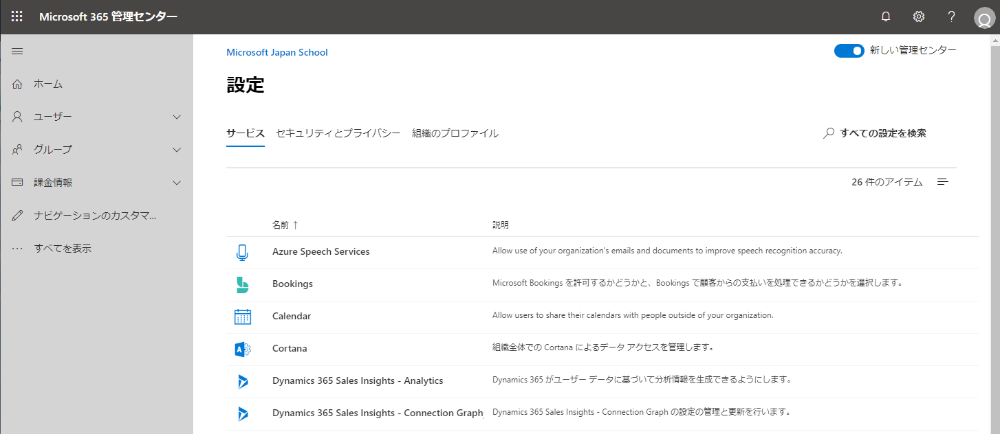 Microsoft 365 管理センター
Microsoft Japan School
新しい管理センター
ホーム
ユーザー
グループ
課金情報
ナビゲーションのカスタマ...
すべてを表示
設定
サービス セキュリティとプライバシー 組織のプロファイル
すべての設定を検索
26 件のアイテム
名前 ↑ 説明
Azure Speech Services Allow use of your organization's emails and documents to improve speech recognition accuracy.
Bookings Microsoft Bookings を許可するかどうかと、Bookings で顧客からの支払いを処理できるかどうかを選択します。
Calendar Allow users to share their calendars with people outside of your organization.
Cortana 組織全体での Cortana によるデータ アクセスを管理します。
Dynamics 365 Sales Insights - Analytics Dynamics 365 がユーザー データに基づいて分析情報を生成できるようにします。
Dynamics 365 Sales Insights - Connection Graph Dynamics 365 Sales Insights - Connection Graph の設定の管理と更新を行います。